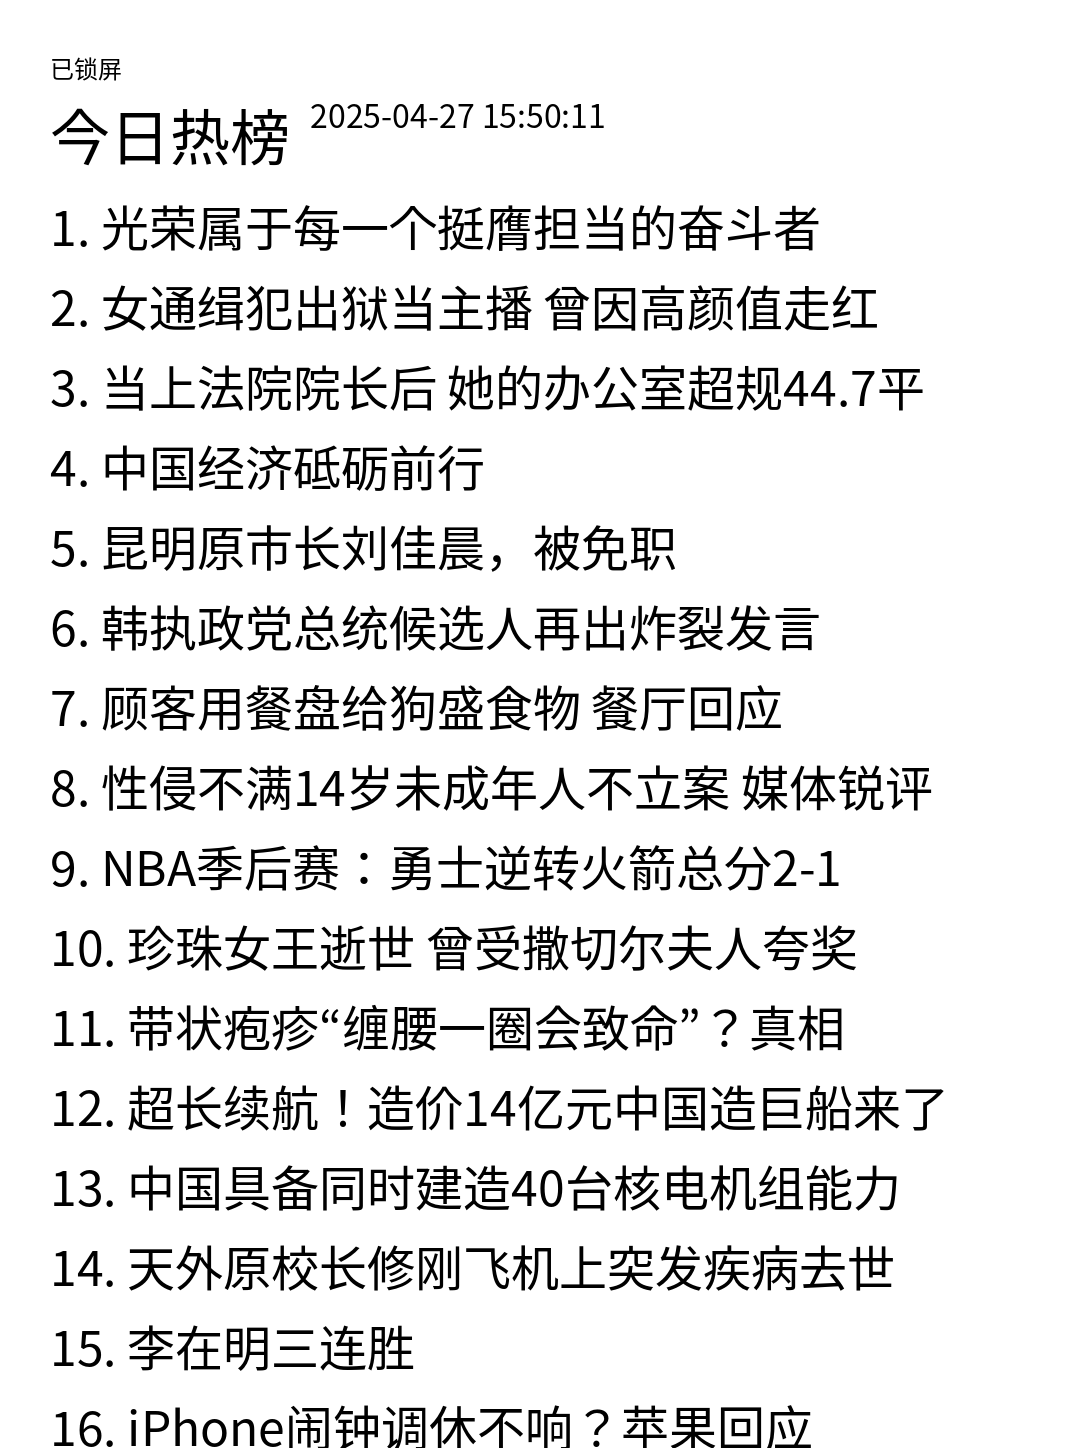 已锁屏
今日热榜 2025-04-27 15:50:11
1. 光荣属于每一个挺膺担当的奋斗者
2. 女通缉犯出狱当主播 曾因高颜值走红
3. 当上法院院长后 她的办公室超规44.7平
4. 中国经济砥砺前行
5. 昆明原市长刘佳晨，被免职
6. 韩执政党总统候选人再出炸裂发言
7. 顾客用餐盘给狗盛食物 餐厅回应
8. 性侵不满14岁未成年人不立案 媒体锐评
9. NBA季后赛：勇士逆转火箭总分2-1
10. 珍珠女王逝世 曾受撒切尔夫人夸奖
11. 带状疱疹“缠腰一圈会致命”？真相
12. 超长续航！造价14亿元中国造巨船来了
13. 中国具备同时建造40台核电机组能力
14. 天外原校长修刚飞机上突发疾病去世
15. 李在明三连胜
16. iPhone闹钟调休不响？苹果回应